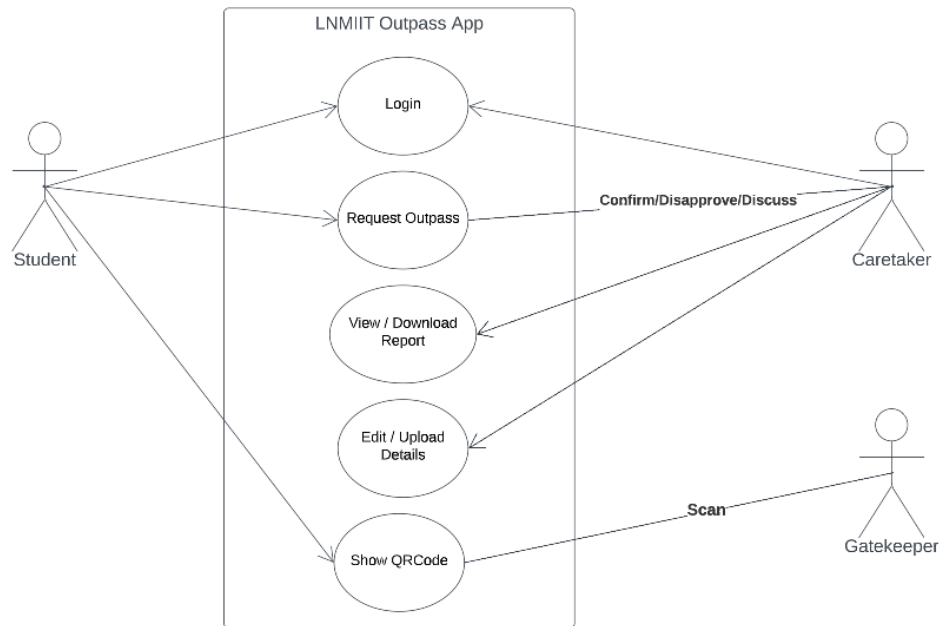 LNMIIT Outpass App
Login
Request Outpass
Confirm/Disapprove/Discuss
Student
Caretaker
View / Download
Report
Edit / Upload
Details
Scan
Show QRCode
Gatekeeper